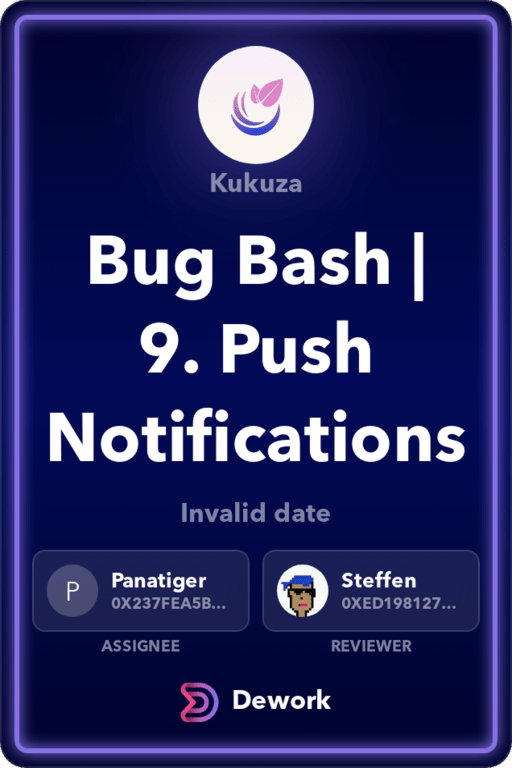 Kukuza
Bug Bash |
9. Push
Notifications
Invalid date
P
Panatiger
0X237FEA5B...
Steffen
0XED198127...
ASSIGNEE
REVIEWER
Dework